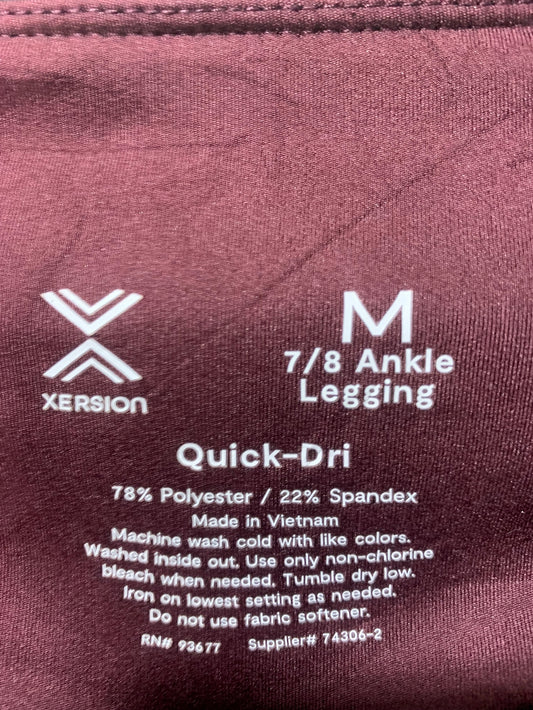 XERSION
M
7/8 Ankle
Legging
Quick-Dri
78% Polyester / 22% Spandex
Made in Vietnam
Machine wash cold with like colors.
Washed inside out. Use only non-chlorine
bleach when needed. Tumble dry low.
Iron on lowest setting as needed.
Do not use fabric softener.
RN# 93677 Supplier# 74306-2